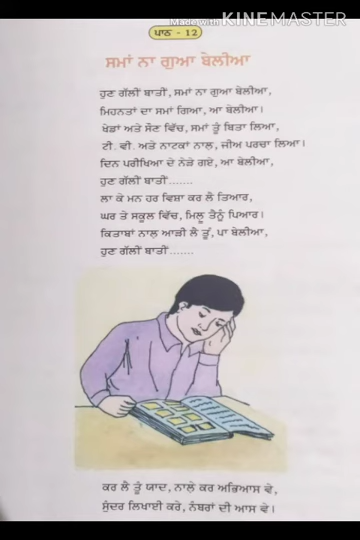 Made with KINEMASTER
ਪਾਠ - 12
ਸਮਾਂ ਨਾ ਗੁਆ ਬੇਲੀਆ
ਹੁਣ ਗੱਲੀਂ ਬਾਤੀਂ, ਸਮਾਂ ਨਾ ਗੁਆ ਬੇਲੀਆ,
ਮਿਹਨਤਾਂ ਦਾ ਸਮਾਂ ਗਿਆ, ਆ ਬੇਲੀਆ।
ਖੇਡਾਂ ਅਤੇ ਸੌਣ ਵਿੱਚ, ਸਮਾਂ ਤੂੰ ਬਿਤਾ ਲਿਆ,
ਟੀ. ਵੀ. ਅਤੇ ਨਾਟਕਾਂ ਨਾਲ, ਜੀਅ ਪਰਚਾ ਲਿਆ।
ਦਿਨ ਪਰੀਖਿਆ ਦੇ ਨੇੜੇ ਗਏ, ਆ ਬੇਲੀਆ,
ਹੁਣ ਗੱਲੀਂ ਬਾਤੀਂ.......
ਲਾ ਕੇ ਮਨ ਹਰ ਵਿਸ਼ਾ ਕਰ ਲੈ ਤਿਆਰ,
ਘਰ ਤੇ ਸਕੂਲ ਵਿੱਚ, ਮਿਲੂ ਤੈਨੂੰ ਪਿਆਰ।
ਕਿਤਾਬਾਂ ਨਾਲ ਆੜੀ ਲੈ ਤੂੰ, ਪਾ ਬੇਲੀਆ,
ਹੁਣ ਗੱਲੀਂ ਬਾਤੀਂ.......
ਕਰ ਲੈ ਤੂੰ ਯਾਦ, ਨਾਲੇ ਕਰ ਅਭਿਆਸ ਵੇ,
ਸੁੰਦਰ ਲਿਖਾਈ ਕਰੇ, ਨੰਬਰਾਂ ਦੀ ਆਸ ਵੇ।